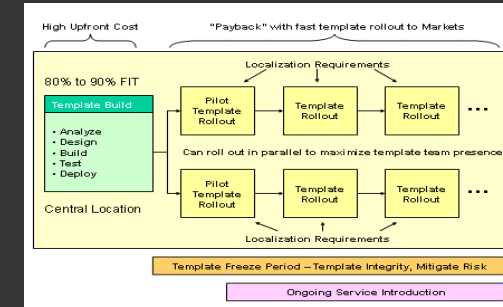 High Upfront Cost
"Payback" with fast template rollout to Markets
Localization Requirements
80% to 90% FIT
Template Build
• Analyze
• Design
• Build
• Test
• Deploy
Central Location
Pilot
Template
Rollout
Template
Rollout
Template
Rollout
...
Can roll out in parallel to maximize template team presence
Pilot
Template
Rollout
Template
Rollout
Template
Rollout
...
Localization Requirements
Template Freeze Period – Template Integrity, Mitigate Risk
Ongoing Service Introduction